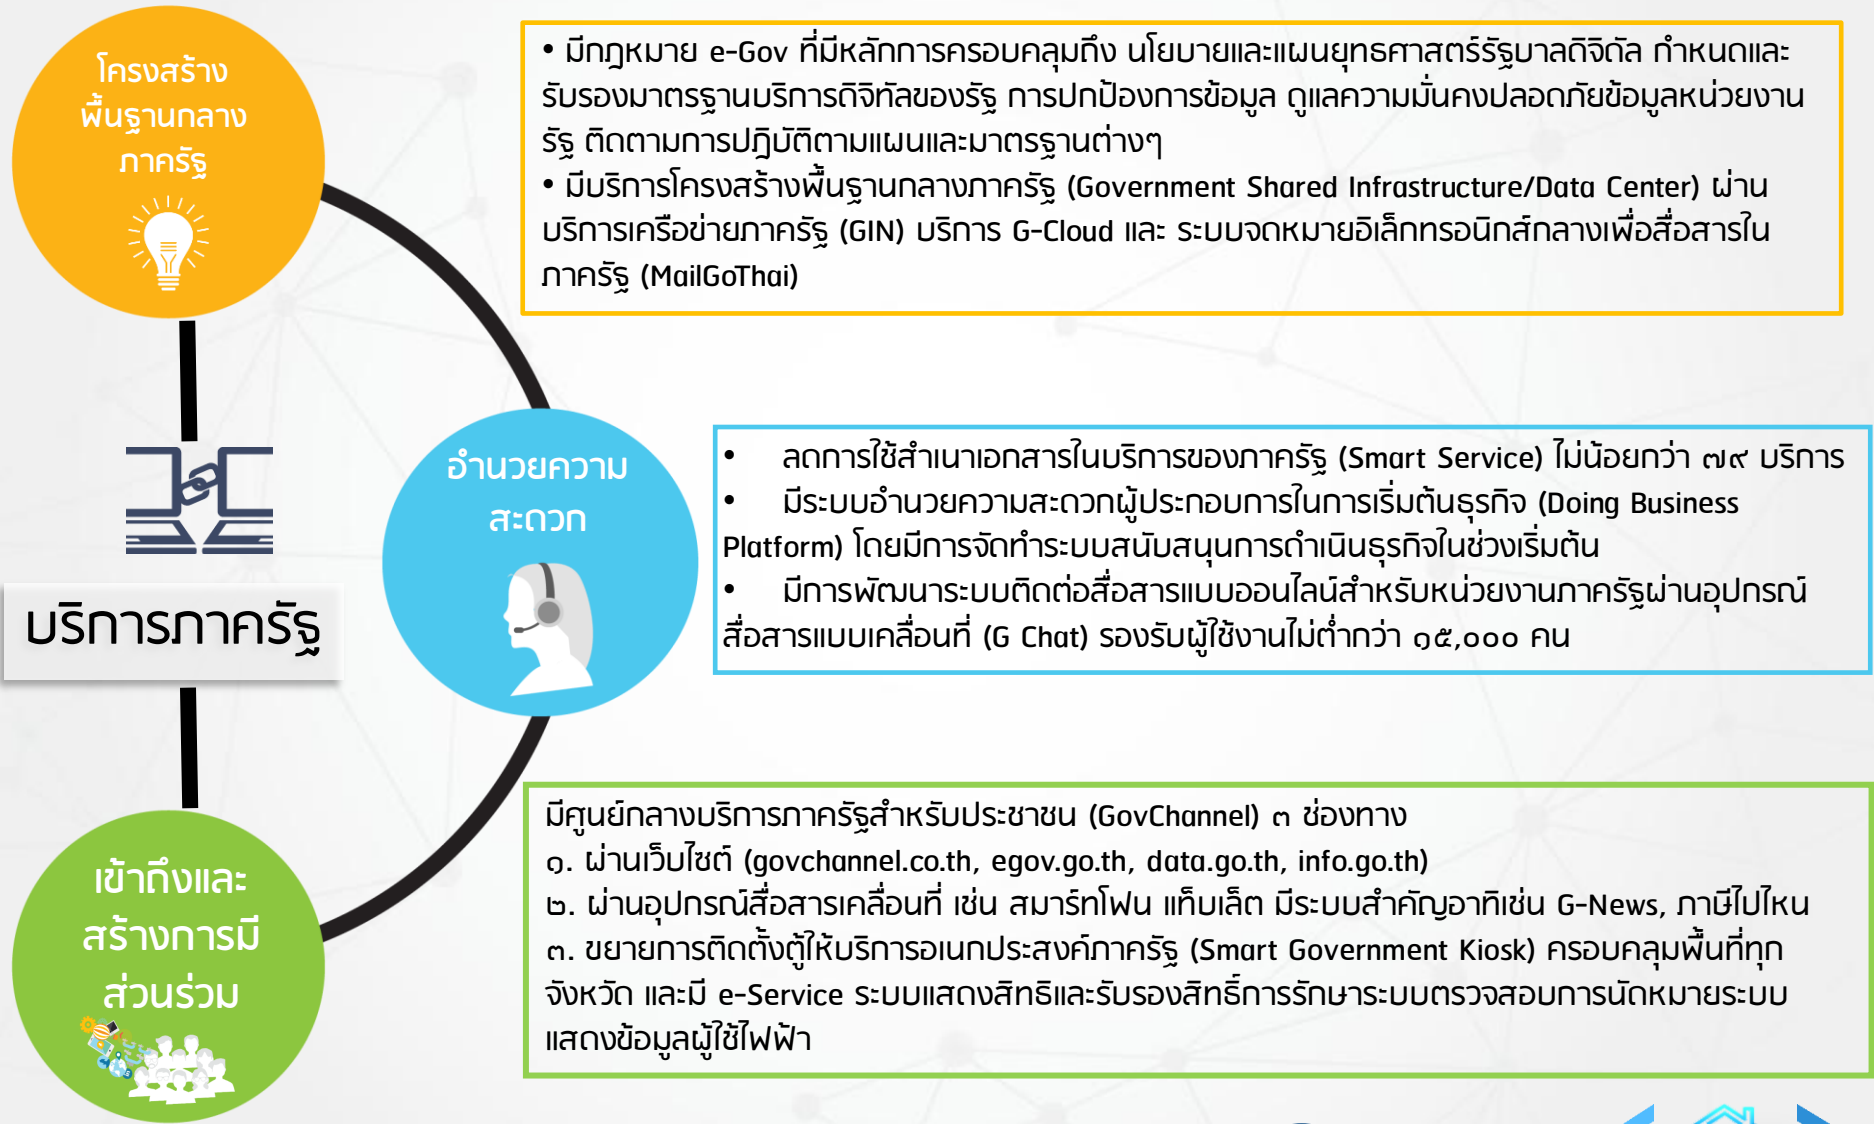 โครงสร้าง
พื้นฐานกลาง
ภาครัฐ
• มีกฎหมาย e-Gov ที่มีหลักการครอบคลุมถึง นโยบายและแผนยุทธศาสตร์รัฐบาลดิจิดัล กำหนดและ
รับรองมาตรฐานบริการดิจิทัลของรัฐ การปกป้องการข้อมูล ดูแลความมั่นคงปลอดภัยข้อมูลหน่วยงาน
รัฐ ติดตามการปฎิบัติตามแผนและมาตรฐานต่างๆ
• มีบริการโครงสร้างพื้นฐานกลางภาครัฐ (Government Shared Infrastructure/Data Center) ผ่าน
บริการเครือข่ายภาครัฐ (GIN) บริการ G-Cloud และ ระบบจดหมายอิเล็กทรอนิกส์กลางเพื่อสื่อสารใน
ภาครัฐ (MailGoThai)
อำนวยความ
สะดวก
• ลดการใช้สำเนาเอกสารในบริการของภาครัฐ (Smart Service) ไม่น้อยกว่า ๗๙ บริการ
• มีระบบอำนวยความสะดวกผู้ประกอบการในการเริ่มต้นธุรกิจ (Doing Business
Platform) โดยมีการจัดทำระบบสนับสนุนการดำเนินธุรกิจในช่วงเริ่มต้น
• มีการพัฒนาระบบติดต่อสื่อสารแบบออนไลน์สำหรับหน่วยงานภาครัฐผ่านอุปกรณ์
สื่อสารแบบเคลื่อนที่ (G Chat) รองรับผู้ใช้งานไม่ต่ำกว่า ๑๕,๐๐๐ คน
บริการภาครัฐ
เข้าถึงและ
สร้างการมี
ส่วนร่วม
มีศูนย์กลางบริการภาครัฐสำหรับประชาชน (GovChannel) ๓ ช่องทาง
๑. ผ่านเว็บไซต์ (govchannel.co.th, egov.go.th, data.go.th, info.go.th)
๒. ผ่านอุปกรณ์สื่อสารเคลื่อนที่ เช่น สมาร์ทโฟน แท็บเล็ต มีระบบสำคัญอาทิเช่น G-News, ภาษีไปไหน
๓. ขยายการติดตั้งตู้ให้บริการอเนกประสงค์ภาครัฐ (Smart Government Kiosk) ครอบคลุมพื้นที่ทุก
จังหวัด และมี e-Service ระบบแสดงสิทธิและรับรองสิทธิ์การรักษาระบบตรวจสอบการนัดหมายระบบ
แสดงข้อมูลผู้ใช้ไฟฟ้า